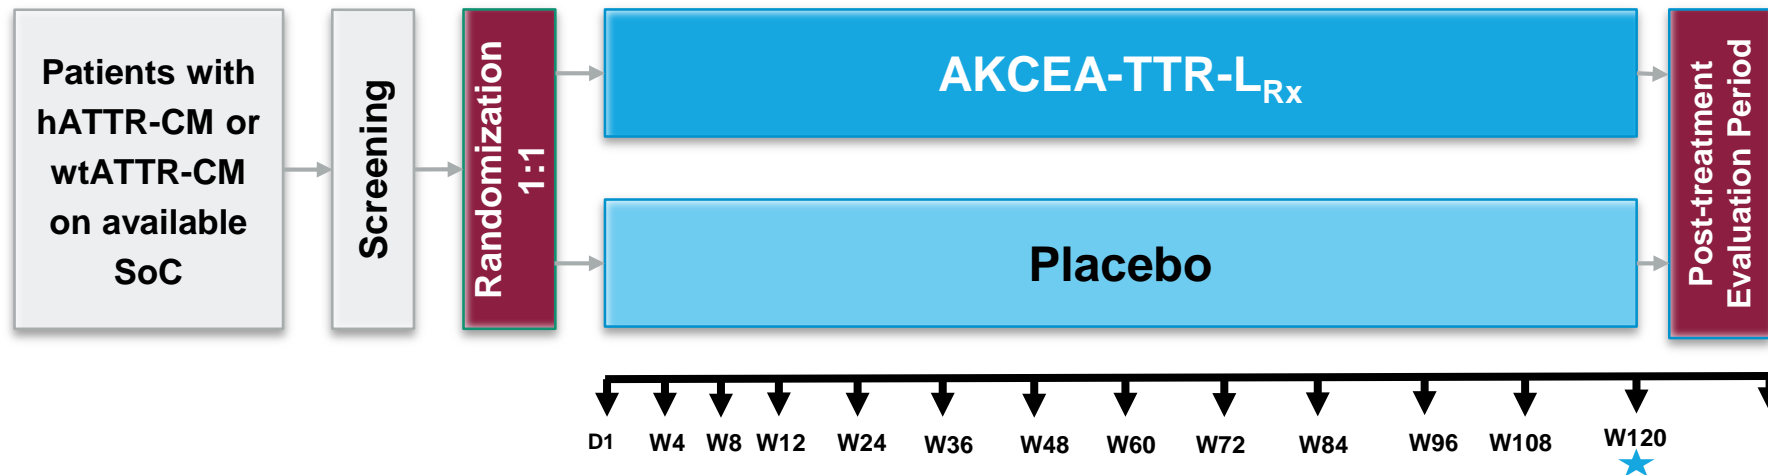 Patients with
hATTR-CM or
wtATTR-CM
on available
SoC
Screening
Randomization
1:1
AKCEA-TTR-LRx
Placebo
Post-treatment
Evaluation Period
D1 W4 W8 W12 W24 W36 W48 W60 W72 W84 W96 W108 W120